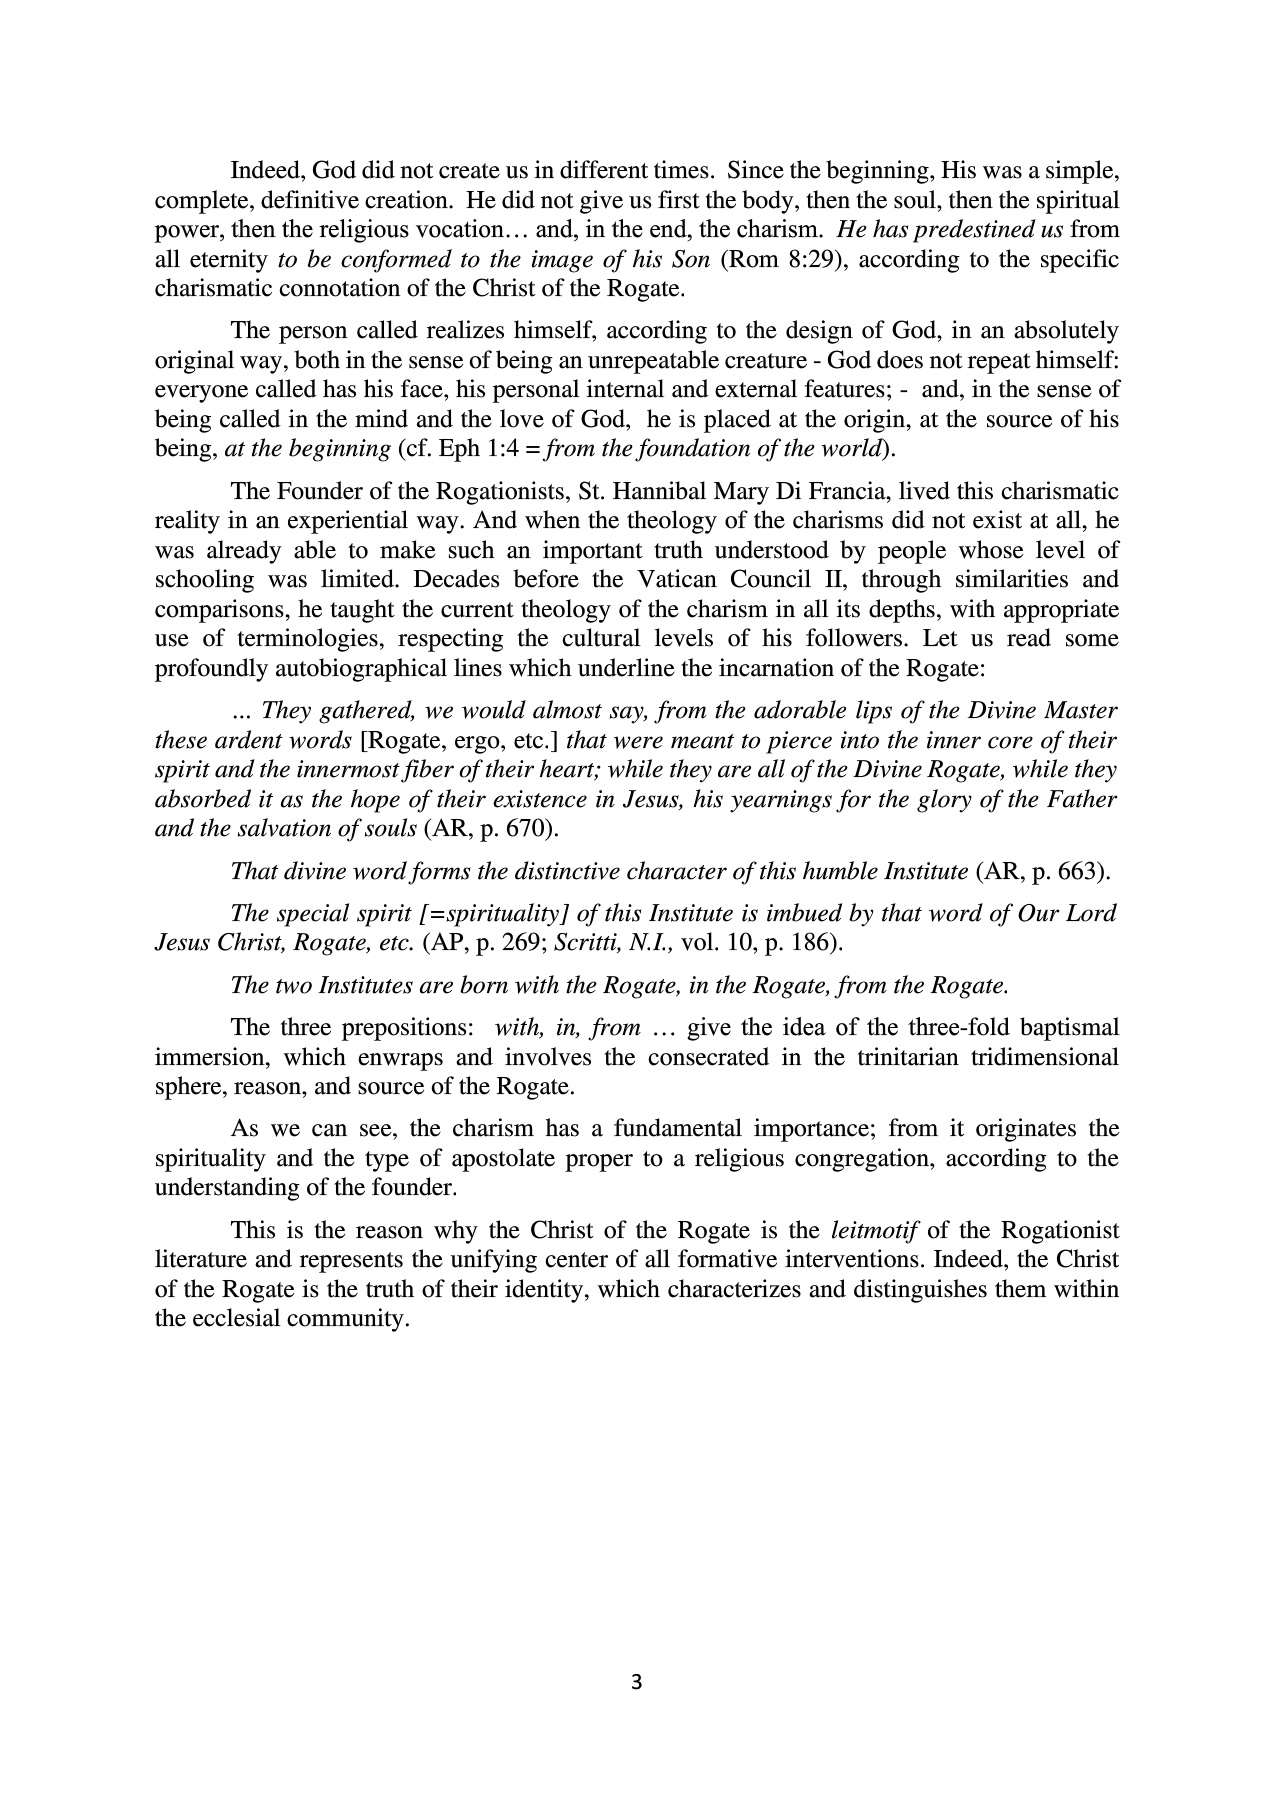 Indeed, God did not create us in different times.  Since the beginning, His was a simple,
complete, definitive creation.  He did not give us first the body, then the soul, then the spiritual
power, then the religious vocation… and, in the end, the charism.  He has predestined us from
all eternity to be conformed to the image of his Son (Rom 8:29), according to the specific
charismatic connotation of the Christ of the Rogate.
The person called realizes himself, according to the design of God, in an absolutely
original way, both in the sense of being an unrepeatable creature - God does not repeat himself:
everyone called has his face, his personal internal and external features; -  and, in the sense of
being called in the mind and the love of God,  he is placed at the origin, at the source of his
being, at the beginning (cf. Eph 1:4 = from the foundation of the world).
The Founder of the Rogationists, St. Hannibal Mary Di Francia, lived this charismatic
reality in an experiential way. And when the theology of the charisms did not exist at all, he
was already able to make such an important truth understood by people whose level of
schooling was limited. Decades before the Vatican Council II, through similarities and
comparisons, he taught the current theology of the charism in all its depths, with appropriate
use of terminologies, respecting the cultural levels of his followers. Let us read some
profoundly autobiographical lines which underline the incarnation of the Rogate:
... They gathered, we would almost say, from the adorable lips of the Divine Master
these ardent words [Rogate, ergo, etc.] that were meant to pierce into the inner core of their
spirit and the innermost fiber of their heart; while they are all of the Divine Rogate, while they
absorbed it as the hope of their existence in Jesus, his yearnings for the glory of the Father
and the salvation of souls (AR, p. 670).
That divine word forms the distinctive character of this humble Institute (AR, p. 663).
The special spirit [=spirituality] of this Institute is imbued by that word of Our Lord
Jesus Christ, Rogate, etc. (AP, p. 269; Scritti, N.I., vol. 10, p. 186).
The two Institutes are born with the Rogate, in the Rogate, from the Rogate.
The three prepositions:  with, in, from … give the idea of the three-fold baptismal
immersion, which enwraps and involves the consecrated in the trinitarian tridimensional
sphere, reason, and source of the Rogate.
As we can see, the charism has a fundamental importance; from it originates the
spirituality and the type of apostolate proper to a religious congregation, according to the
understanding of the founder.
This is the reason why the Christ of the Rogate is the leitmotif of the Rogationist
literature and represents the unifying center of all formative interventions. Indeed, the Christ
of the Rogate is the truth of their identity, which characterizes and distinguishes them within
the ecclesial community.
3